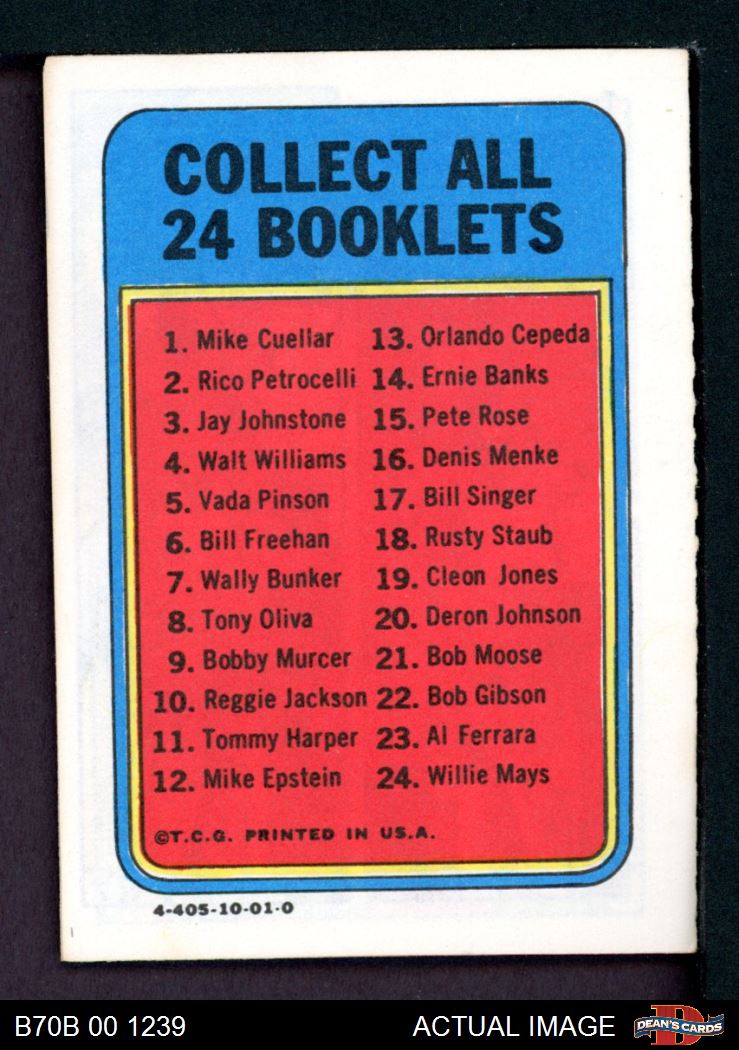 COLLECT ALL
24 BOOKLETS
1. Mike Cuellar
2. Rico Petrocelli
3. Jay Johnstone
4. Walt Williams
5. Vada Pinson
6. Bill Freehan
7. Wally Bunker
8. Tony Oliva
9. Bobby Murcer
10. Reggie Jackson
11. Tommy Harper
12. Mike Epstein
13. Orlando Cepeda
14. Ernie Banks
15. Pete Rose
16. Denis Menke
17. Bill Singer
18. Rusty Staub
19. Cleon Jones
20. Deron Johnson
21. Bob Moose
22. Bob Gibson
23. Al Ferrara
24. Willie Mays
©T.C.G. PRINTED IN U.S.A.
4-405-10-01-0
B70B 00 1239
ACTUAL IMAGE
D
DEAN'S CARDS